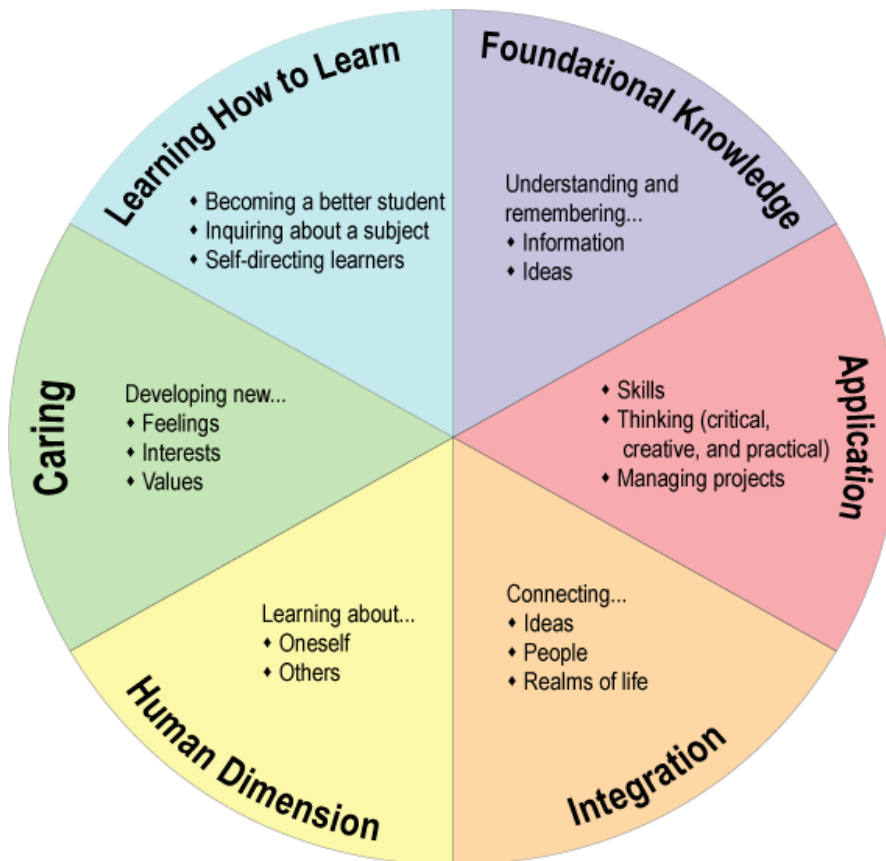 Learning How to Learn
♦ Becoming a better student
♦ Inquiring about a subject
♦ Self-directing learners
Foundational Knowledge
Understanding and
remembering...
♦ Information
♦ Ideas
Application
♦ Skills
♦ Thinking (critical,
creative, and practical)
♦ Managing projects
Integration
Connecting...
♦ Ideas
♦ People
♦ Realms of life
Human Dimension
Learning about...
♦ Oneself
♦ Others
Caring
Developing new...
♦ Feelings
♦ Interests
♦ Values